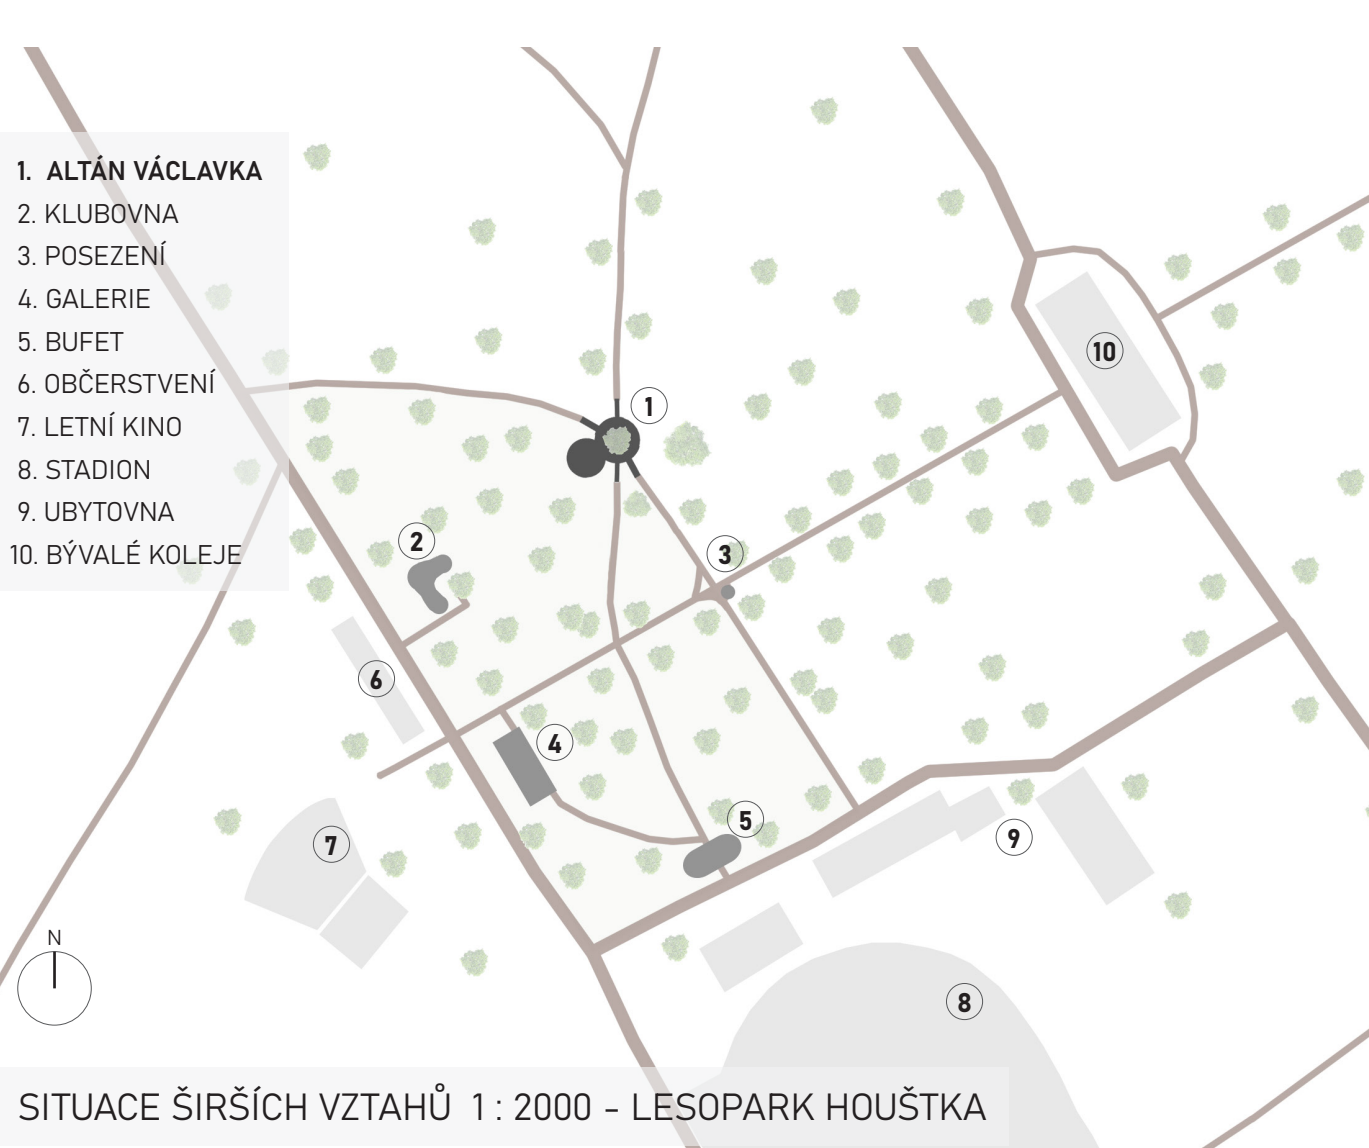 1. ALTÁN VÁCLAVKA
2. KLUBOVNA
3. POSEZENÍ
4. GALERIE
5. BUFET
6. OBČERSTVENÍ
7. LETNÍ KINO
8. STADION
9. UBYTOVNA
10. BÝVALÉ KOLEJE
10
1
2
3
6
4
5
7
9
N
8
SITUACE ŠIRŠÍCH VZTAHŮ 1 : 2000 - LESOPARK HOUŠTKA